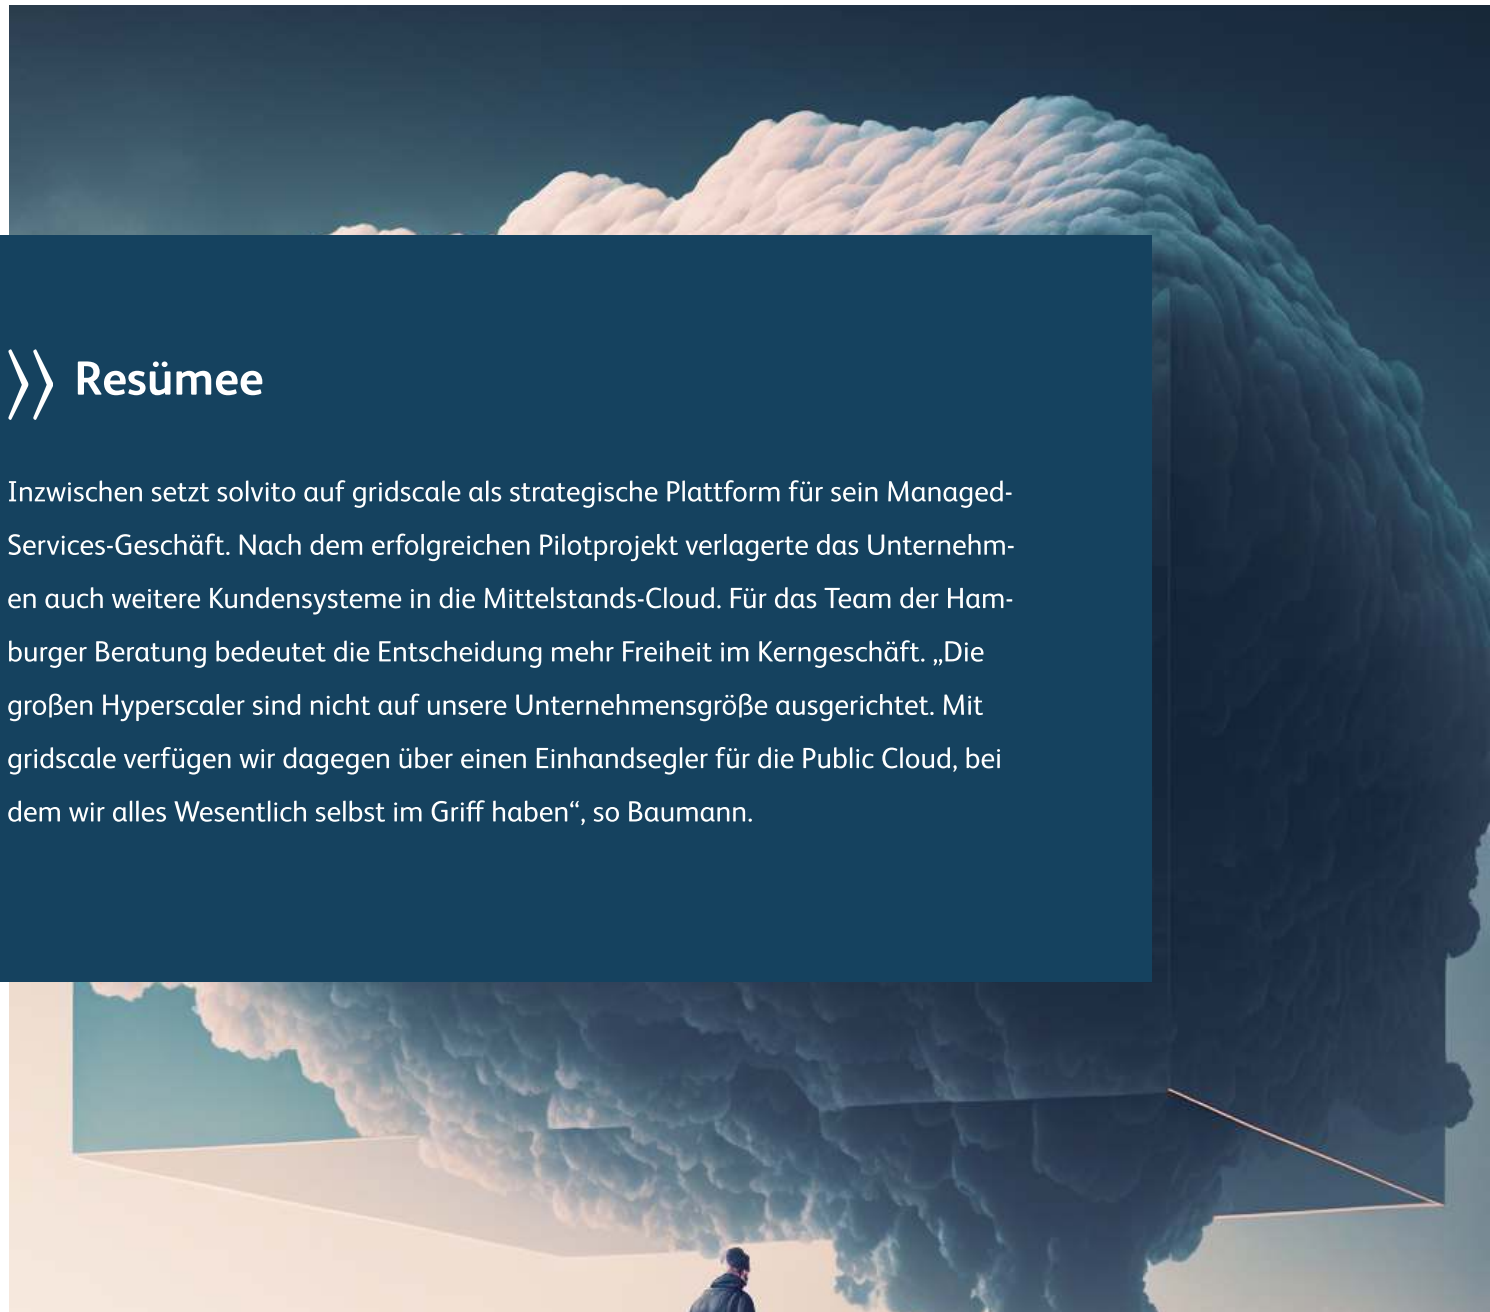 Resümee
Inzwischen setzt solvito auf gridscale als strategische Plattform für sein Managed-
Services-Geschäft. Nach dem erfolgreichen Pilotprojekt verlagerte das Unternehm-
en auch weitere Kundensysteme in die Mittelstands-Cloud. Für das Team der Ham-
burger Beratung bedeutet die Entscheidung mehr Freiheit im Kerngeschäft. „Die
großen Hyperscaler sind nicht auf unsere Unternehmensgröße ausgerichtet. Mit
gridscale verfügen wir dagegen über einen Einhandsegler für die Public Cloud, bei
dem wir alles Wesentlich selbst im Griff haben“, so Baumann.